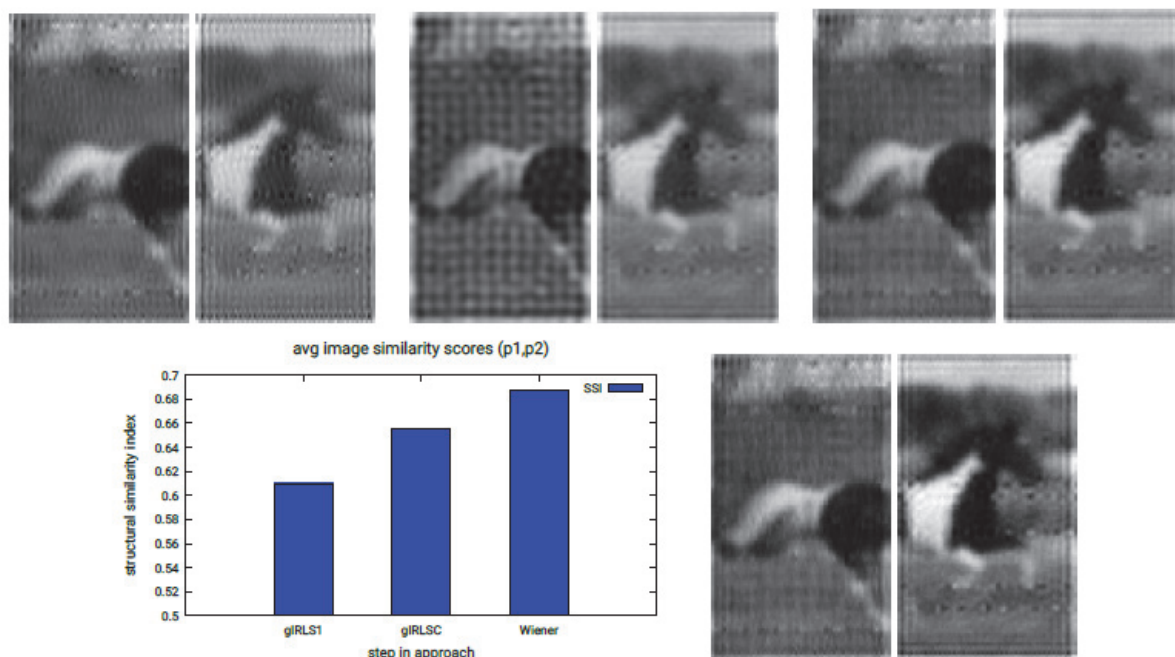 avg image similarity scores (p1,p2)
0.7
SSI
0.68
0.66
0.64
0.62
0.6
0.58
0.56
0.54
0.52
0.5
structural similarity index
gIRLS1 gIRLSC Wiener
step in approach